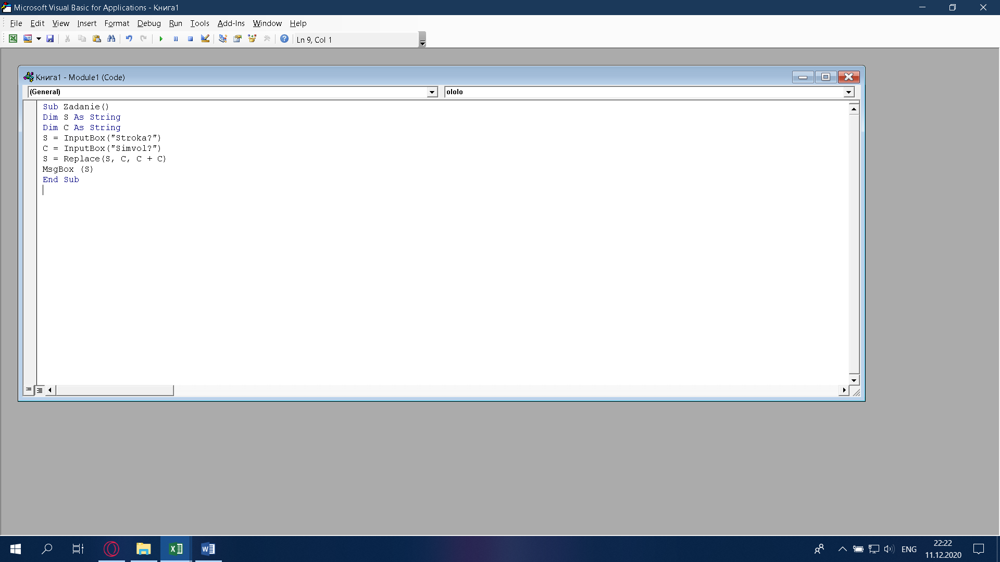 Microsoft Visual Basic for Applications - Книга1
File Edit View Insert Format Debug Run Tools Add-Ins Window Help
Ln 9, Col 1
Книга1 - Module1 (Code)
(General) ololo
Sub Zadanie()
Dim S As String
Dim C As String
S = InputBox("Stroka?")
C = InputBox("Simvol?")
S = Replace(S, C, C + C)
MsgBox (S)
End Sub
ENG 22:22
11.12.2020